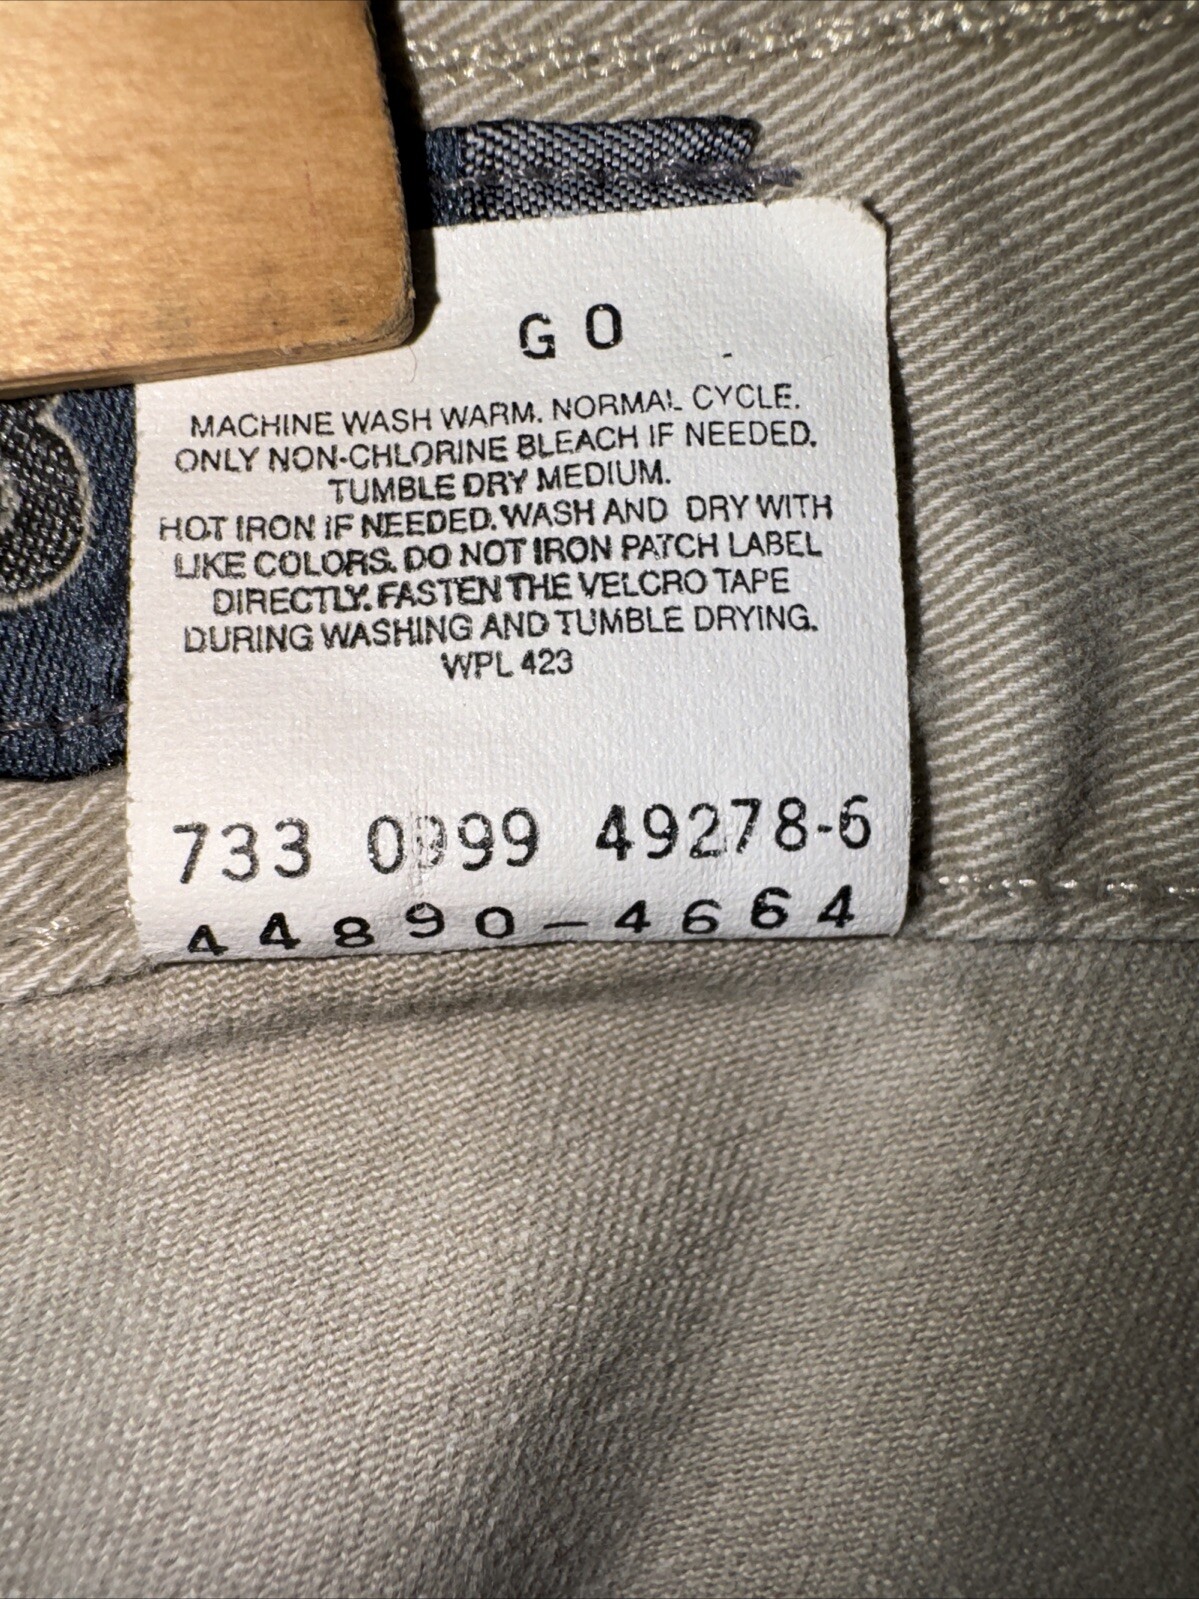 GO
MACHINE WASH WARM. NORMAL CYCLE.
ONLY NON-CHLORINE BLEACH IF NEEDED.
TUMBLE DRY MEDIUM.
HOT IRON IF NEEDED. WASH AND DRY WITH
LIKE COLORS. DO NOT IRON PATCH LABEL
DIRECTLY. FASTEN THE VELCRO TAPE
DURING WASHING AND TUMBLE DRYING.
WPL 423
733 0999 49278-6
44890-4664